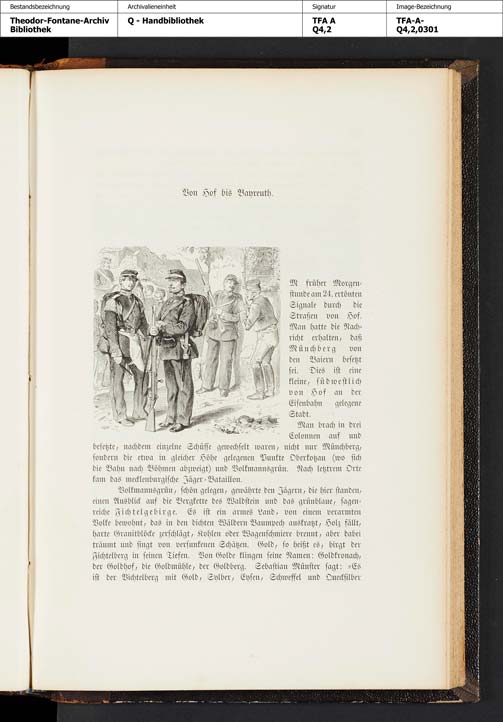 Bestandsbezeichnung Archivalieneinheit Signatur Image-Bezeichnung
Theodor-Fontane-Archiv Q - Handbibliothek TFA A TFA-A-
Bibliothek Q4,2 Q4,2,0301
Von Hof bis Bayreuth.
M früher Morgen-
stunde am 24. ertönten
Signale durch die
Straßen von Hof.
Man hatte die Nach-
richt erhalten, daß
Münchberg von
den Baiern besetzt
sei. Dies ist eine
kleine, südwestlich
von Hof an der
Eisenbahn gelegene
Stadt.
Man brach in drei
Colonnen auf und
besetzte, nachdem einzelne Schüsse gewechselt waren, nicht nur Münchberg,
sondern die etwa in gleicher Höhe gelegenen Punkte Oberkotzau (wo sich
die Bahn nach Böhmen abzweigt) und Volkmannsgrün. Nach letztrem Orte
kam das mecklenburgische Jäger-Bataillon.
Volkmannsgrün, schön gelegen, gewährte den Jägern, die hier standen,
einen Ausblick auf die Bergkette des Waldstein und das grünblaue, sagen-
reiche Fichtelgebirge. Es ist ein armes Land, von einem verarmten
Volke bewohnt, das in den dichten Wäldern Baumpech auskratzt, Holz fällt,
harte Granitblöcke zerschlägt, Kohlen oder Wagenschmiere brennt, aber dabei
träumt und singt von versunkenen Schätzen. Gold, so heißt es, birgt der
Fichtelberg in seinen Tiefen. Von Golde klingen seine Namen: Goldkronach,
der Goldhof, die Goldmühle, der Goldberg. Sebastian Münster sagt: »Es
ist der Vichtelberg mit Gold, Sylber, Eysen, Schweffel und Quecksilber